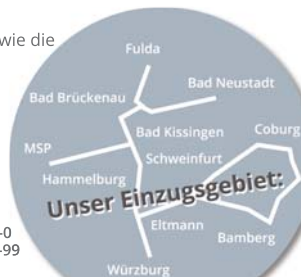 wie die
Fulda
Bad Neustadt
Bad Brückenau
Bad Kissingen
Coburg
MSP
Schweinfurt
Hammelburg
Unser Einzugsgebiet:
-0
-99
Eltmann
Bamberg
Würzburg